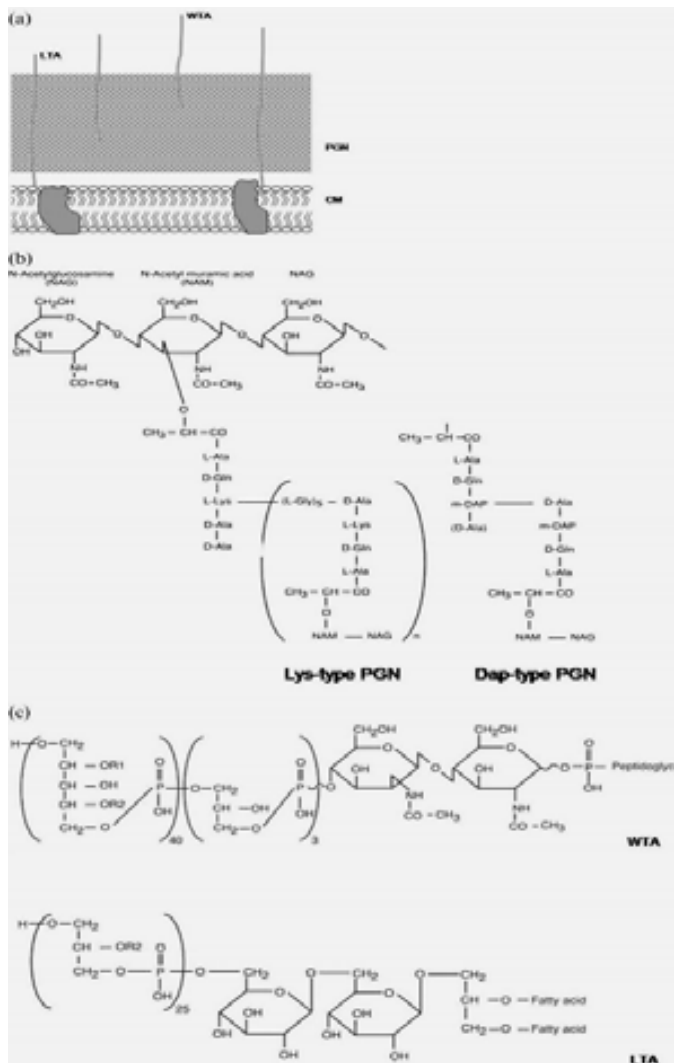 (a)
WTA
LTA
PGN
CM
(b)
N-Acetylglucosamine N-Acetyl muramic acid NAG
(NAG) (NAM)
CH₂OH CH₂OH CH₂OH
O O O
O O O
OH OH
OH
NH NH NH
CO–CH₃ CO–CH₃ CO–CH₃
O
CH₃ – CH – CO CH₃ – CH – CO
L-Ala L-Ala
D-Gln D-Gln
L-Lys (L-Gly)₅ D-Ala m-DAP D-Ala
D-Ala L-Lys (D-Ala) m-DAP
D-Ala D-Gln D-Gln
L-Ala L-Ala
CH₃ – CH – CO CH₃ – CH – CO
O O
NAM — NAG n NAM — NAG
Lys-type PGN Dap-type PGN
(c)
CH₂OH CH₂OH
H–O–CH₂ O O O
CH – OR1 O O–CH₂ O OH O OH O–P– Peptidoglyc
CH – OH P–O CH – OH P–O OH
CH – OR2 OH OH NH NH
CH₂–O 40 CH₂–O 3 CO – CH₃ CO–CH₃
WTA
H–O–CH₂
CH – OR2 O
CH₂–O–P–O–CH₂ O–CH₂ O–CH₂
OH O O CH – O – Fatty acid
25 OH OH CH₂–O – Fatty acid
OH OH
OH OH
LTA